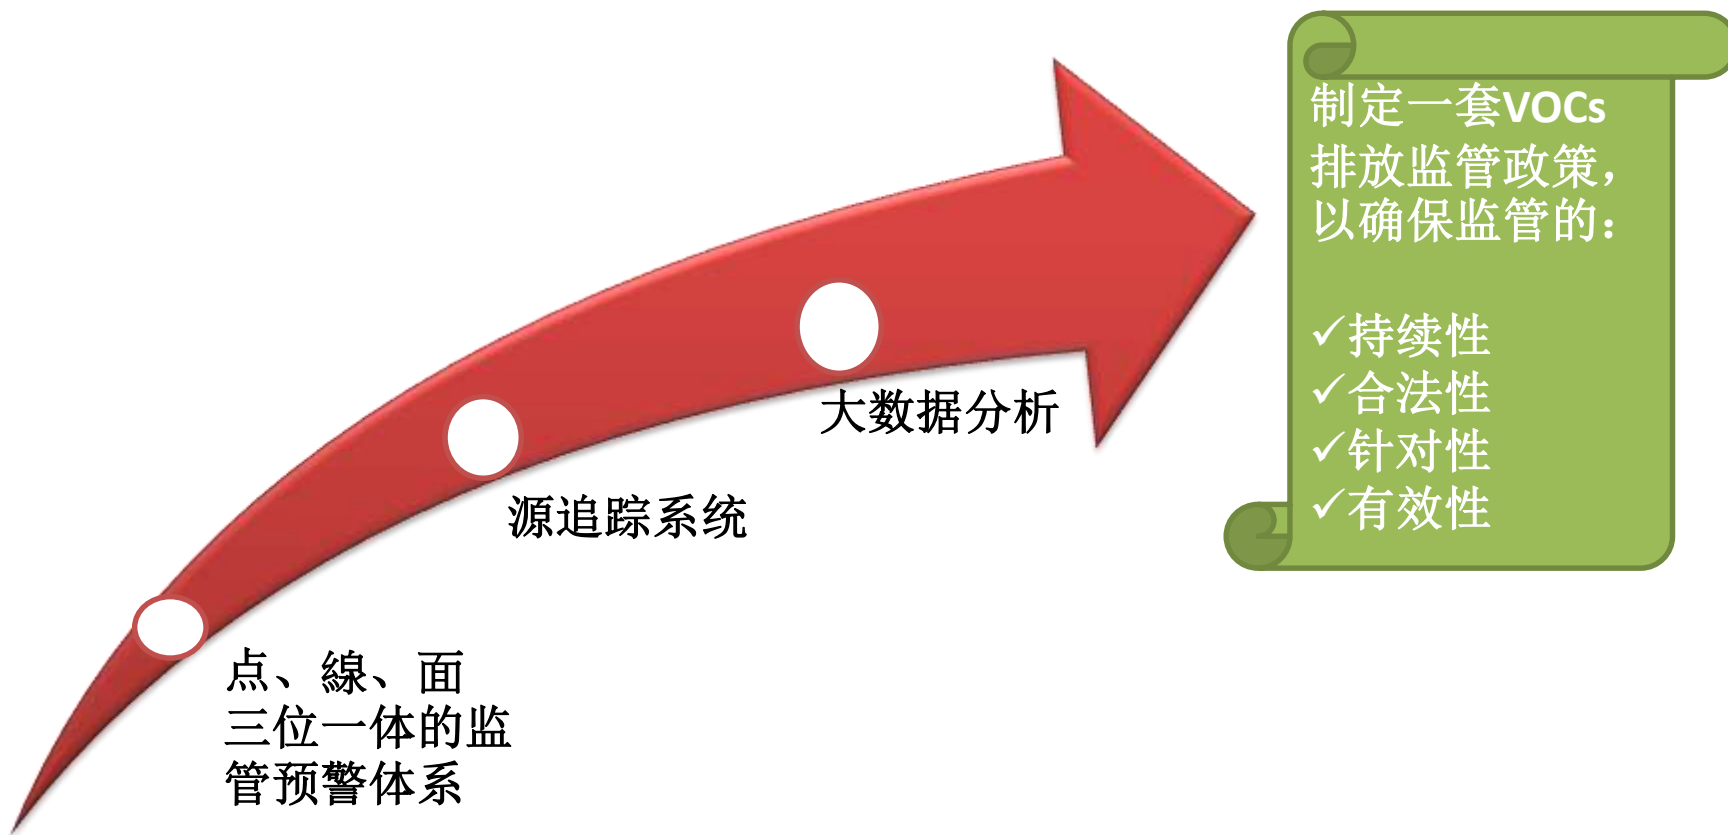 制定一套VOCs
排放监管政策，
以确保监管的：
✓持续性
✓合法性
✓针对性
✓有效性
大数据分析
源追踪系统
点、線、面
三位一体的监
管预警体系